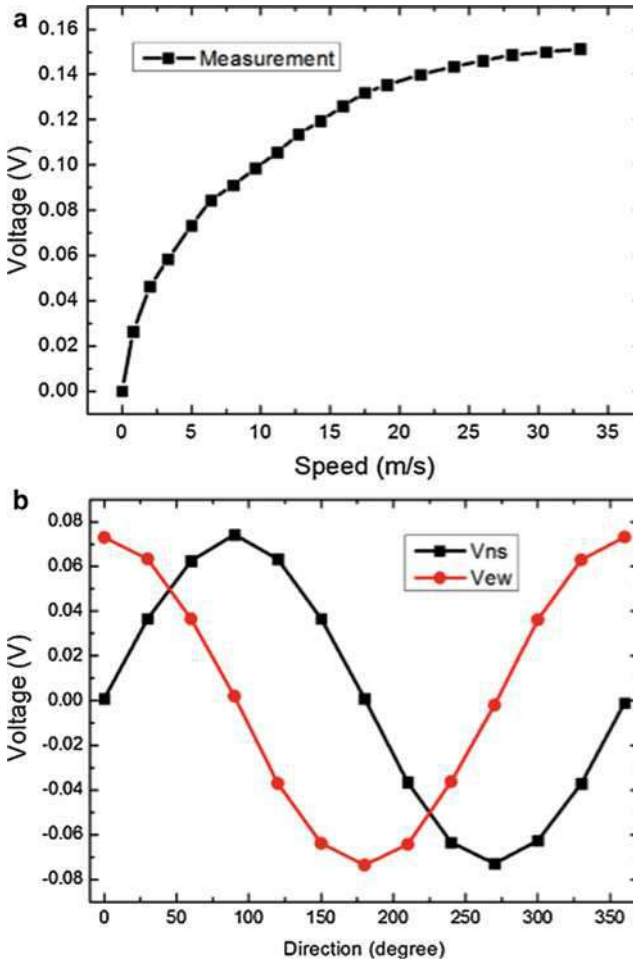 a
Measurement
0.16
0.14
0.12
0.10
0.08
0.06
0.04
0.02
0.00
Voltage (V)
0 5 10 15 20 25 30 35
Speed (m/s)
b
Vns
Vew
0.08
0.06
0.04
0.02
0.00
-0.02
-0.04
-0.06
-0.08
Voltage (V)
0 50 100 150 200 250 300 350
Direction (degree)